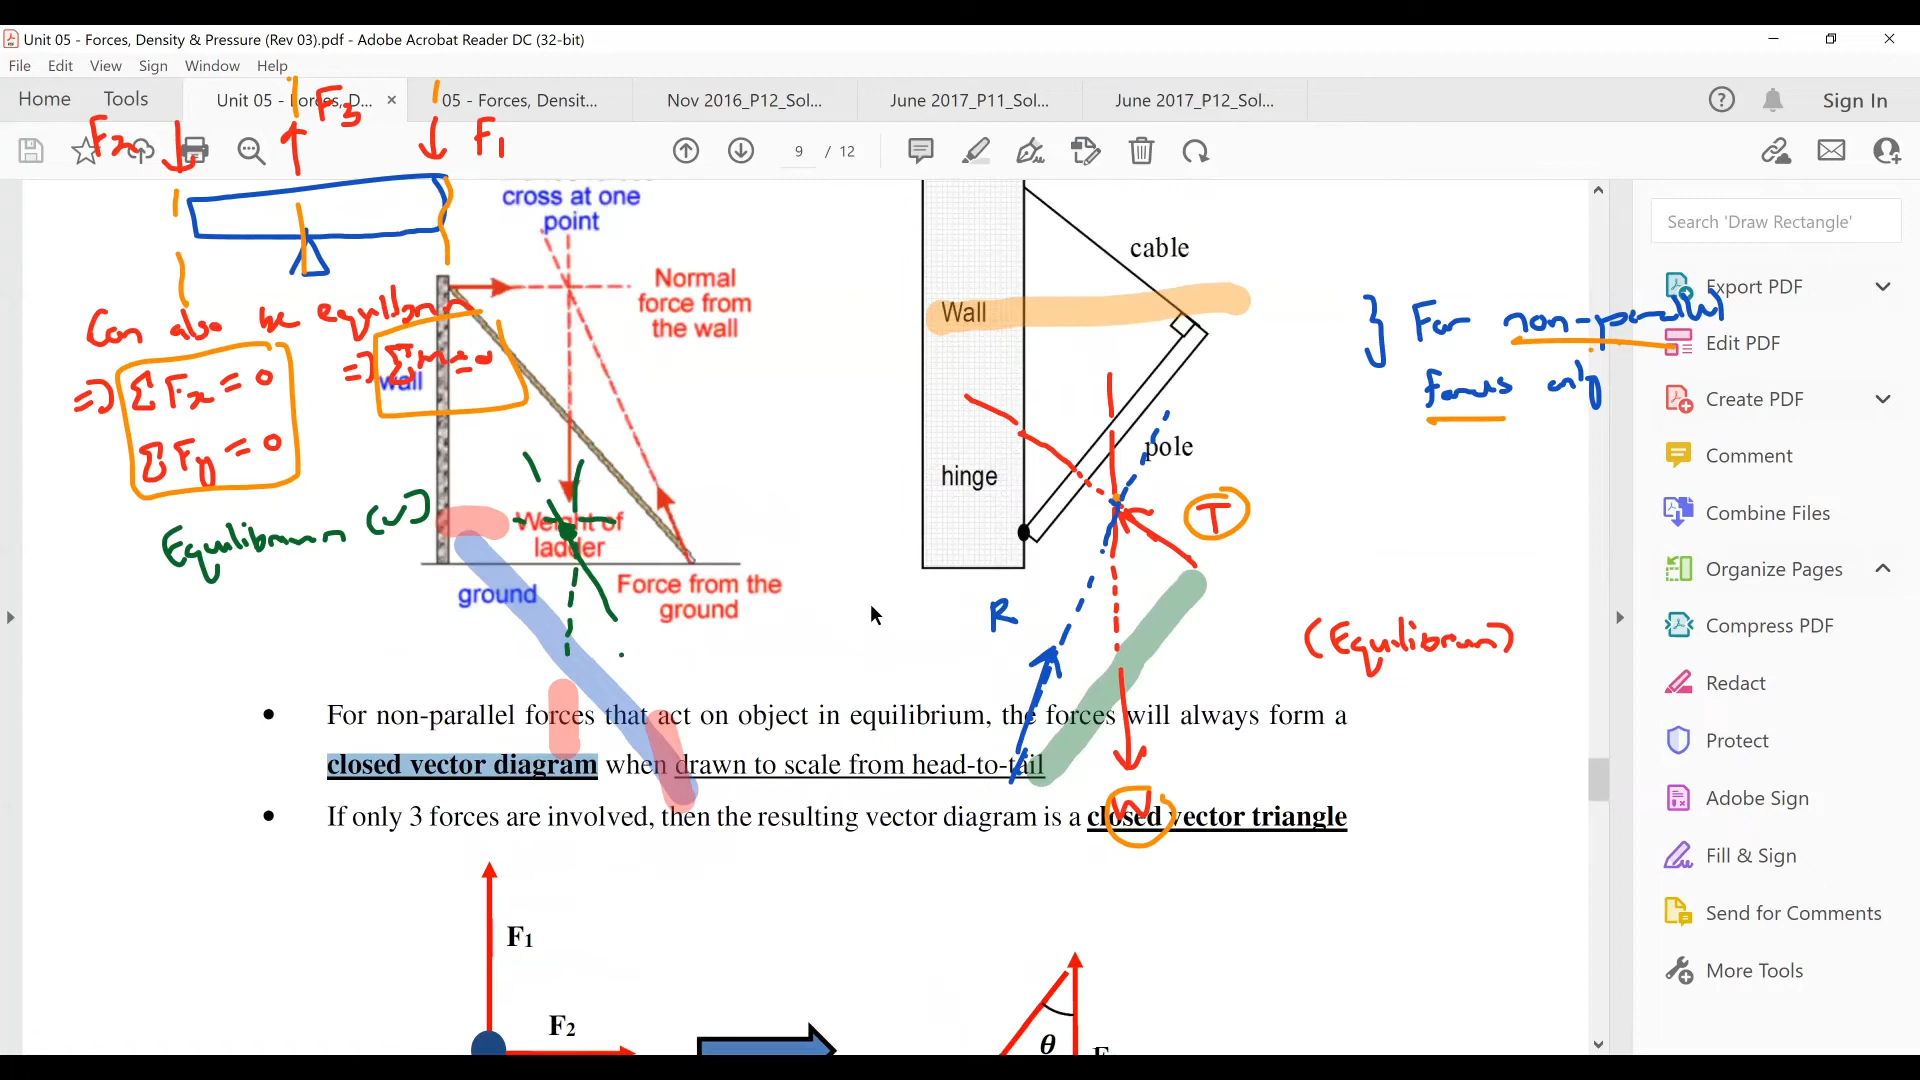 Unit 05 - Forces, Density & Pressure (Rev 03).pdf - Adobe Acrobat Reader DC (32-bit)
File Edit View Sign Window Help
Home Tools Unit 05 - Forces, D... × 05 - Forces, Densit... Nov 2016_P12_Sol... June 2017_P11_Sol... June 2017_P12_Sol... Sign In
F₂ F₃ F₁
9 / 12
cross at one
point
Normal
force from
the wall
wall
Can also be equilibrium
=> ΣFx = 0
ΣFy = 0
=> ΣM = 0
Equilibrium (✓)
Weight of
ladder
ground
Force from the
ground
cable
Wall
pole
hinge
T
R
W
} For non-parallel
forces only
(Equilibrium)
• For non-parallel forces that act on object in equilibrium, the forces will always form a
closed vector diagram when drawn to scale from head-to-tail
• If only 3 forces are involved, then the resulting vector diagram is a closed vector triangle
F₁
F₂
θ
Search 'Draw Rectangle'
Export PDF
Edit PDF
Create PDF
Comment
Combine Files
Organize Pages
Compress PDF
Redact
Protect
Adobe Sign
Fill & Sign
Send for Comments
More Tools